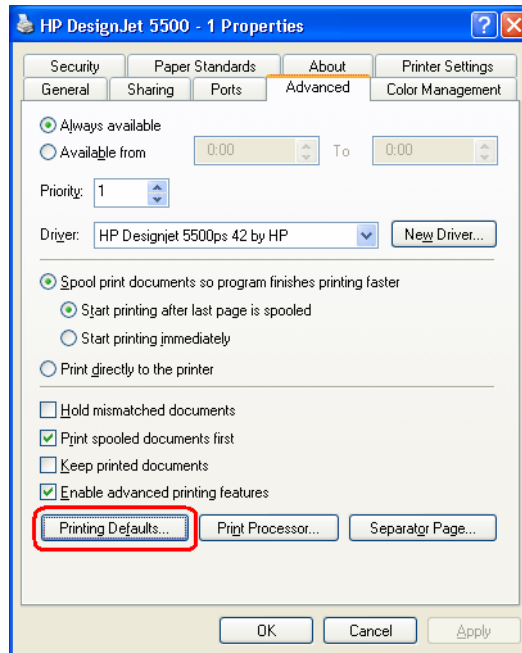 HP DesignJet 5500 - 1 Properties
Security Paper Standards About Printer Settings
General Sharing Ports Advanced Color Management
Always available
Available from 0:00 To 0:00
Priority: 1
Driver: HP Designjet 5500ps 42 by HP New Driver...
Spool print documents so program finishes printing faster
Start printing after last page is spooled
Start printing immediately
Print directly to the printer
Hold mismatched documents
Print spooled documents first
Keep printed documents
Enable advanced printing features
Printing Defaults... Print Processor... Separator Page...
OK Cancel Apply